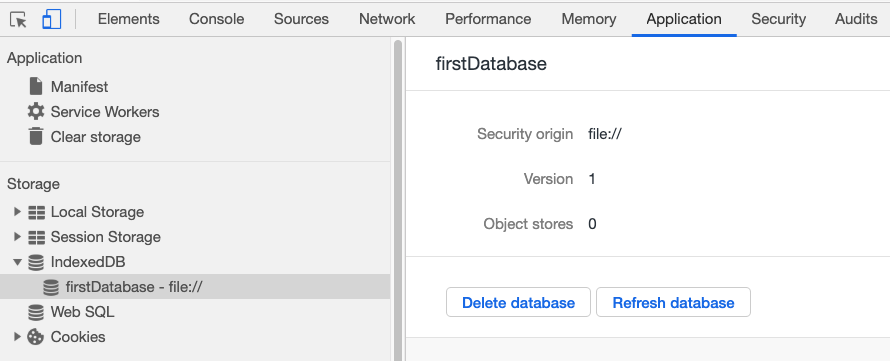 Elements Console Sources Network Performance Memory Application Security Audits
Application
Manifest
Service Workers
Clear storage
Storage
Local Storage
Session Storage
IndexedDB
firstDatabase - file://
Web SQL
Cookies
firstDatabase
Security origin file://
Version 1
Object stores 0
Delete database Refresh database